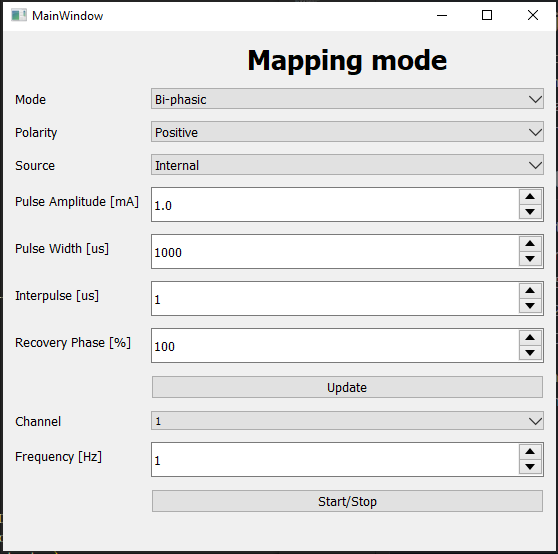 MainWindow
Mapping mode
Mode Bi-phasic
Polarity Positive
Source Internal
Pulse Amplitude [mA] 1.0
Pulse Width [us] 1000
Interpulse [us] 1
Recovery Phase [%] 100
Update
Channel 1
Frequency [Hz] 1
Start/Stop